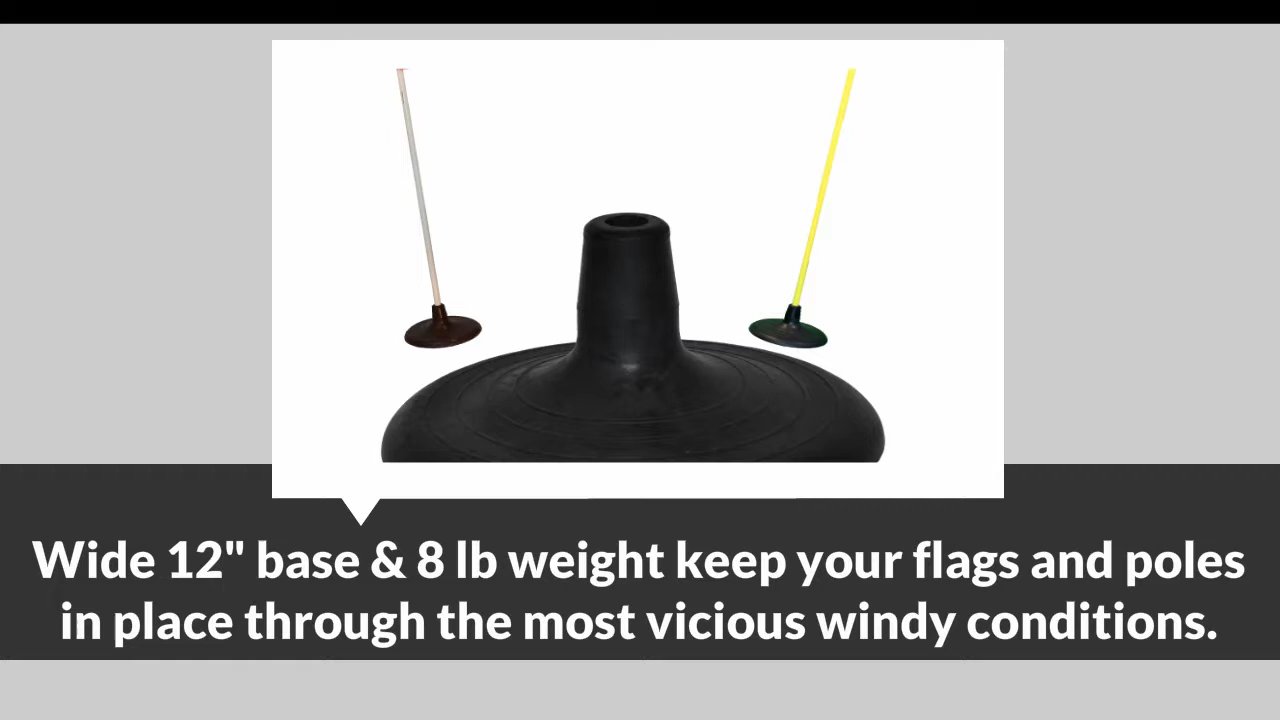 Wide 12" base & 8 lb weight keep your flags and poles
in place through the most vicious windy conditions.